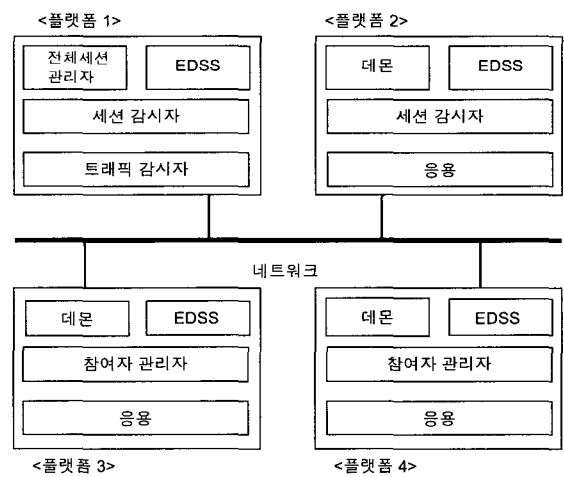 <플랫폼 1>
<플랫폼 2>
전체세션
관리자
EDSS
데몬
EDSS
세션 감시자
세션 감시자
트래픽 감시자
응용
네트워크
데몬
EDSS
데몬
EDSS
참여자 관리자
참여자 관리자
응용
응용
<플랫폼 3>
<플랫폼 4>